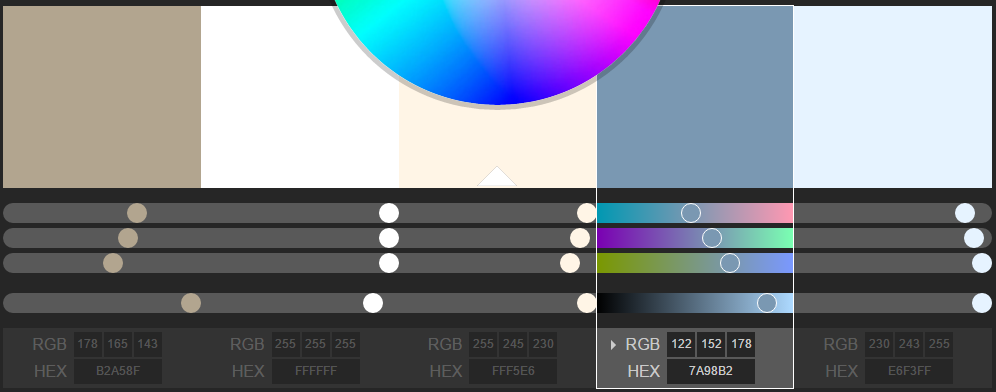 RGB 178 165 143 RGB 255 255 255 RGB 255 245 230 RGB 122 152 178 RGB 230 243 255
HEX B2A58F HEX FFFFFF HEX FFF5E6 HEX 7A98B2 HEX E6F3FF